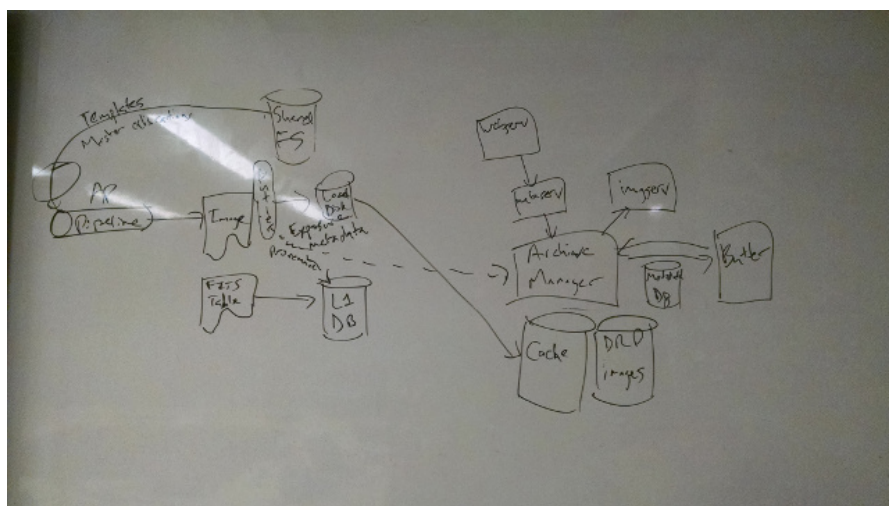 Templates
Master
Shared
FS
AP
Pipeline
Image
Local
Disk
Exposure
metadata
Provenance
FITS
Table
L1
DB
webserv
imgserv
Archive
Manager
DB
Butler
Cache
DRP
images